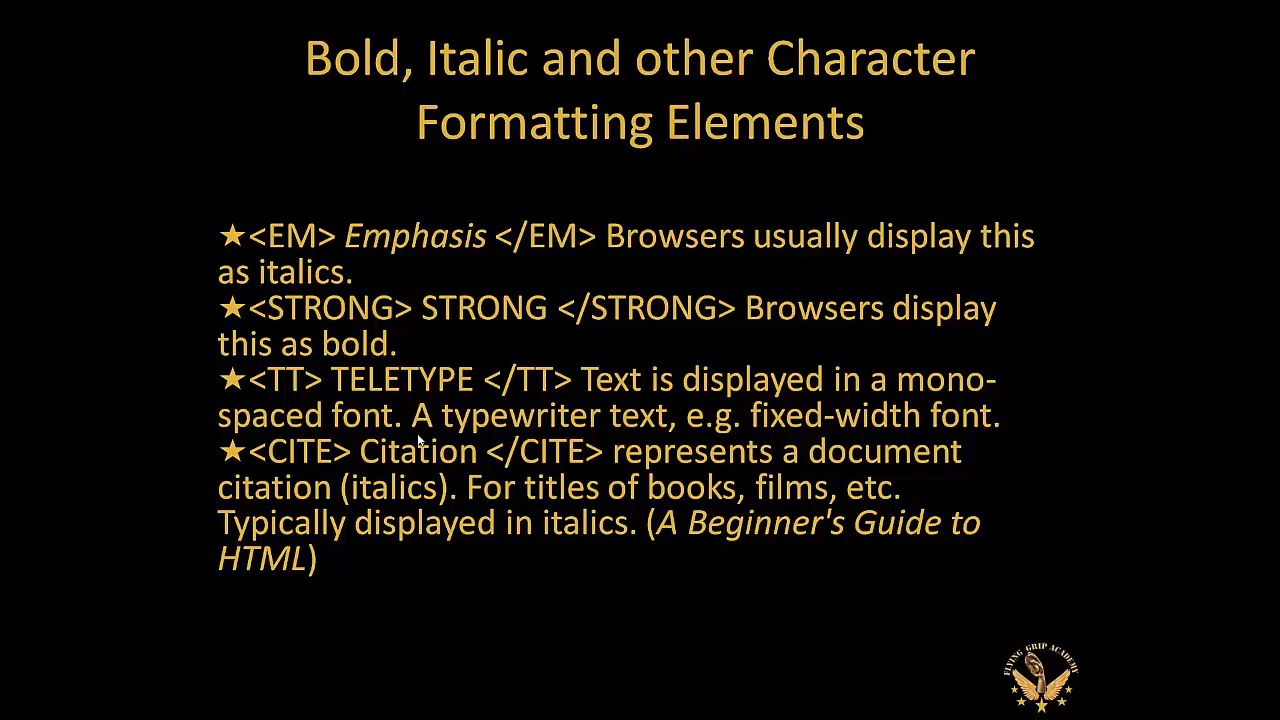 Bold, Italic and other Character
Formatting Elements
★<EM> Emphasis </EM> Browsers usually display this
as italics.
★<STRONG> STRONG </STRONG> Browsers display
this as bold.
★<TT> TELETYPE </TT> Text is displayed in a mono-
spaced font. A typewriter text, e.g. fixed-width font.
★<CITE> Citation </CITE> represents a document
citation (italics). For titles of books, films, etc.
Typically displayed in italics. (A Beginner's Guide to
HTML)
FLYING GRIP ACADEMY